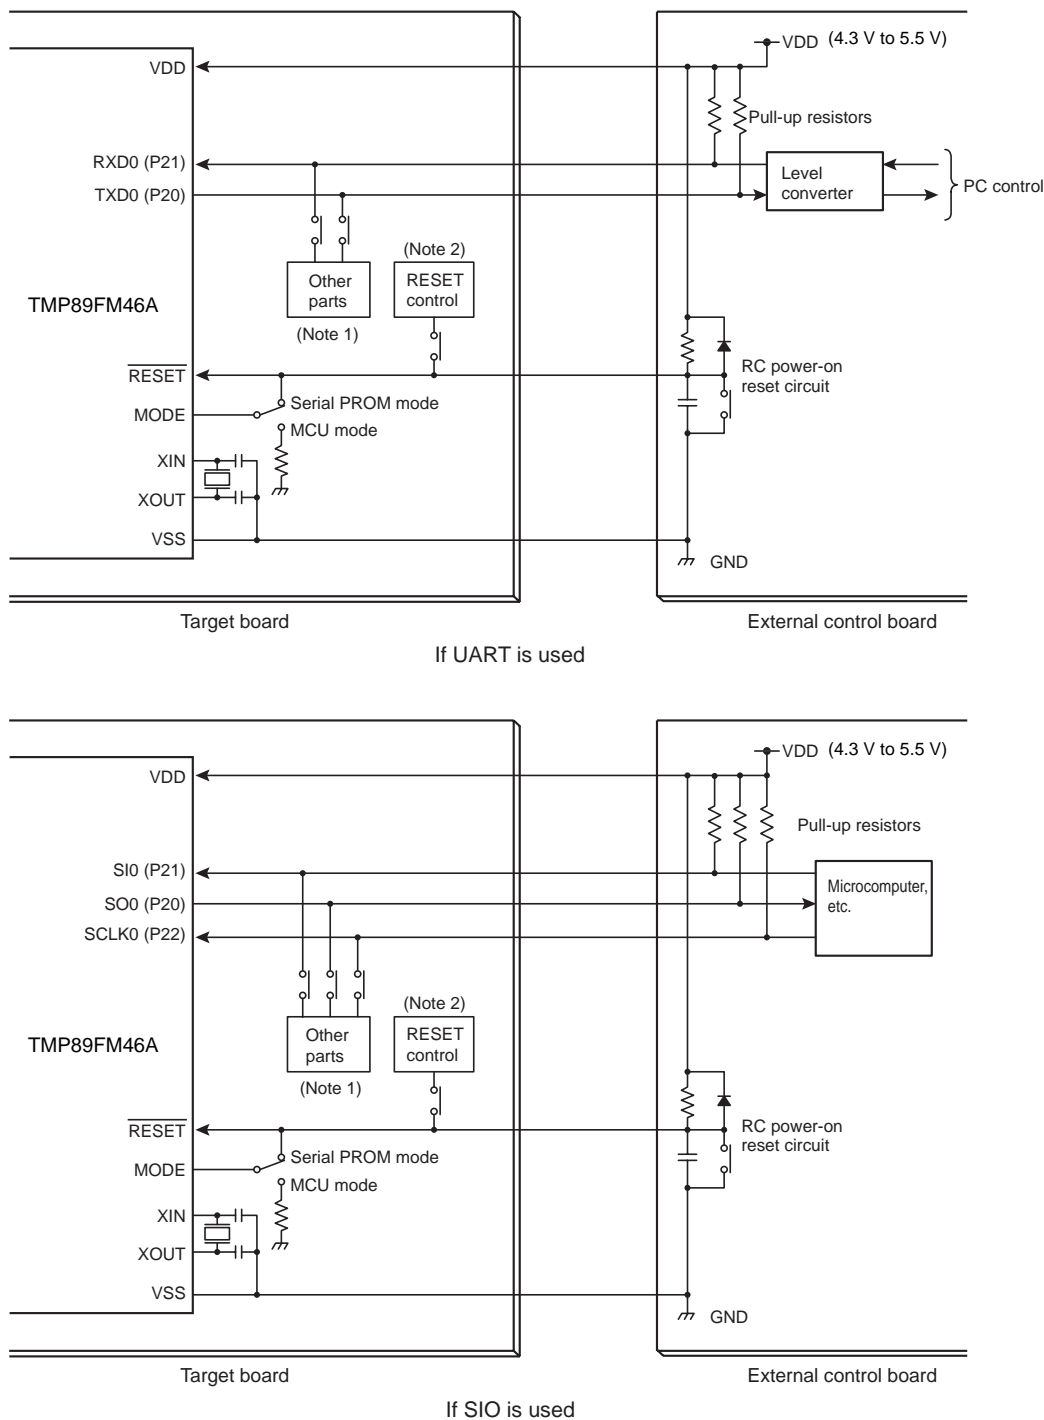 VDD (4.3 V to 5.5 V)
VDD
Pull-up resistors
RXD0 (P21)
TXD0 (P20)
Level
converter
PC control
(Note 2)
Other
parts
RESET
control
TMP89FM46A
(Note 1)
RESET
RC power-on
reset circuit
Serial PROM mode
MODE
MCU mode
XIN
XOUT
VSS
GND
Target board
External control board
If UART is used
VDD (4.3 V to 5.5 V)
VDD
Pull-up resistors
SI0 (P21)
SO0 (P20)
SCLK0 (P22)
Microcomputer,
etc.
(Note 2)
Other
parts
RESET
control
TMP89FM46A
(Note 1)
RESET
RC power-on
reset circuit
Serial PROM mode
MODE
MCU mode
XIN
XOUT
VSS
GND
Target board
External control board
If SIO is used